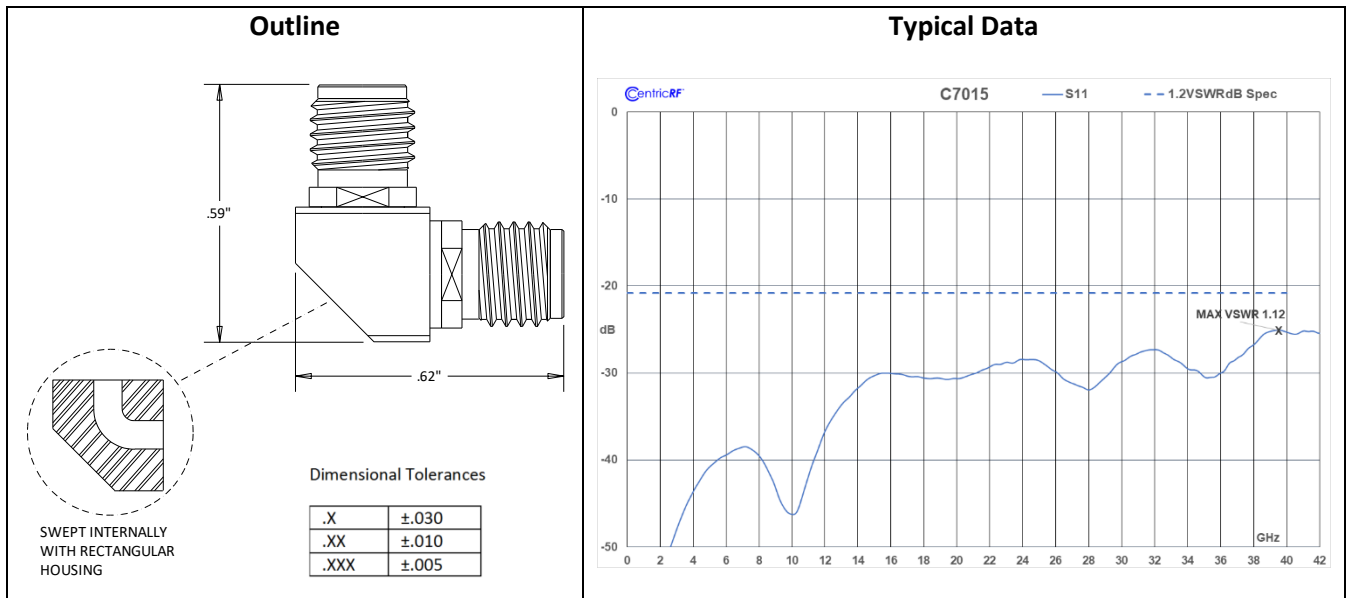 Outline
.59"
.62"
SWEPT INTERNALLY
WITH RECTANGULAR
HOUSING
Dimensional Tolerances
.X ±.030
.XX ±.010
.XXX ±.005
Typical Data
CentricRF
C7015
S11
1.2VSWRdB Spec
0
-10
-20
dB
MAX VSWR 1.12
X
-30
-40
-50
GHz
0 2 4 6 8 10 12 14 16 18 20 22 24 26 28 30 32 34 36 38 40 42